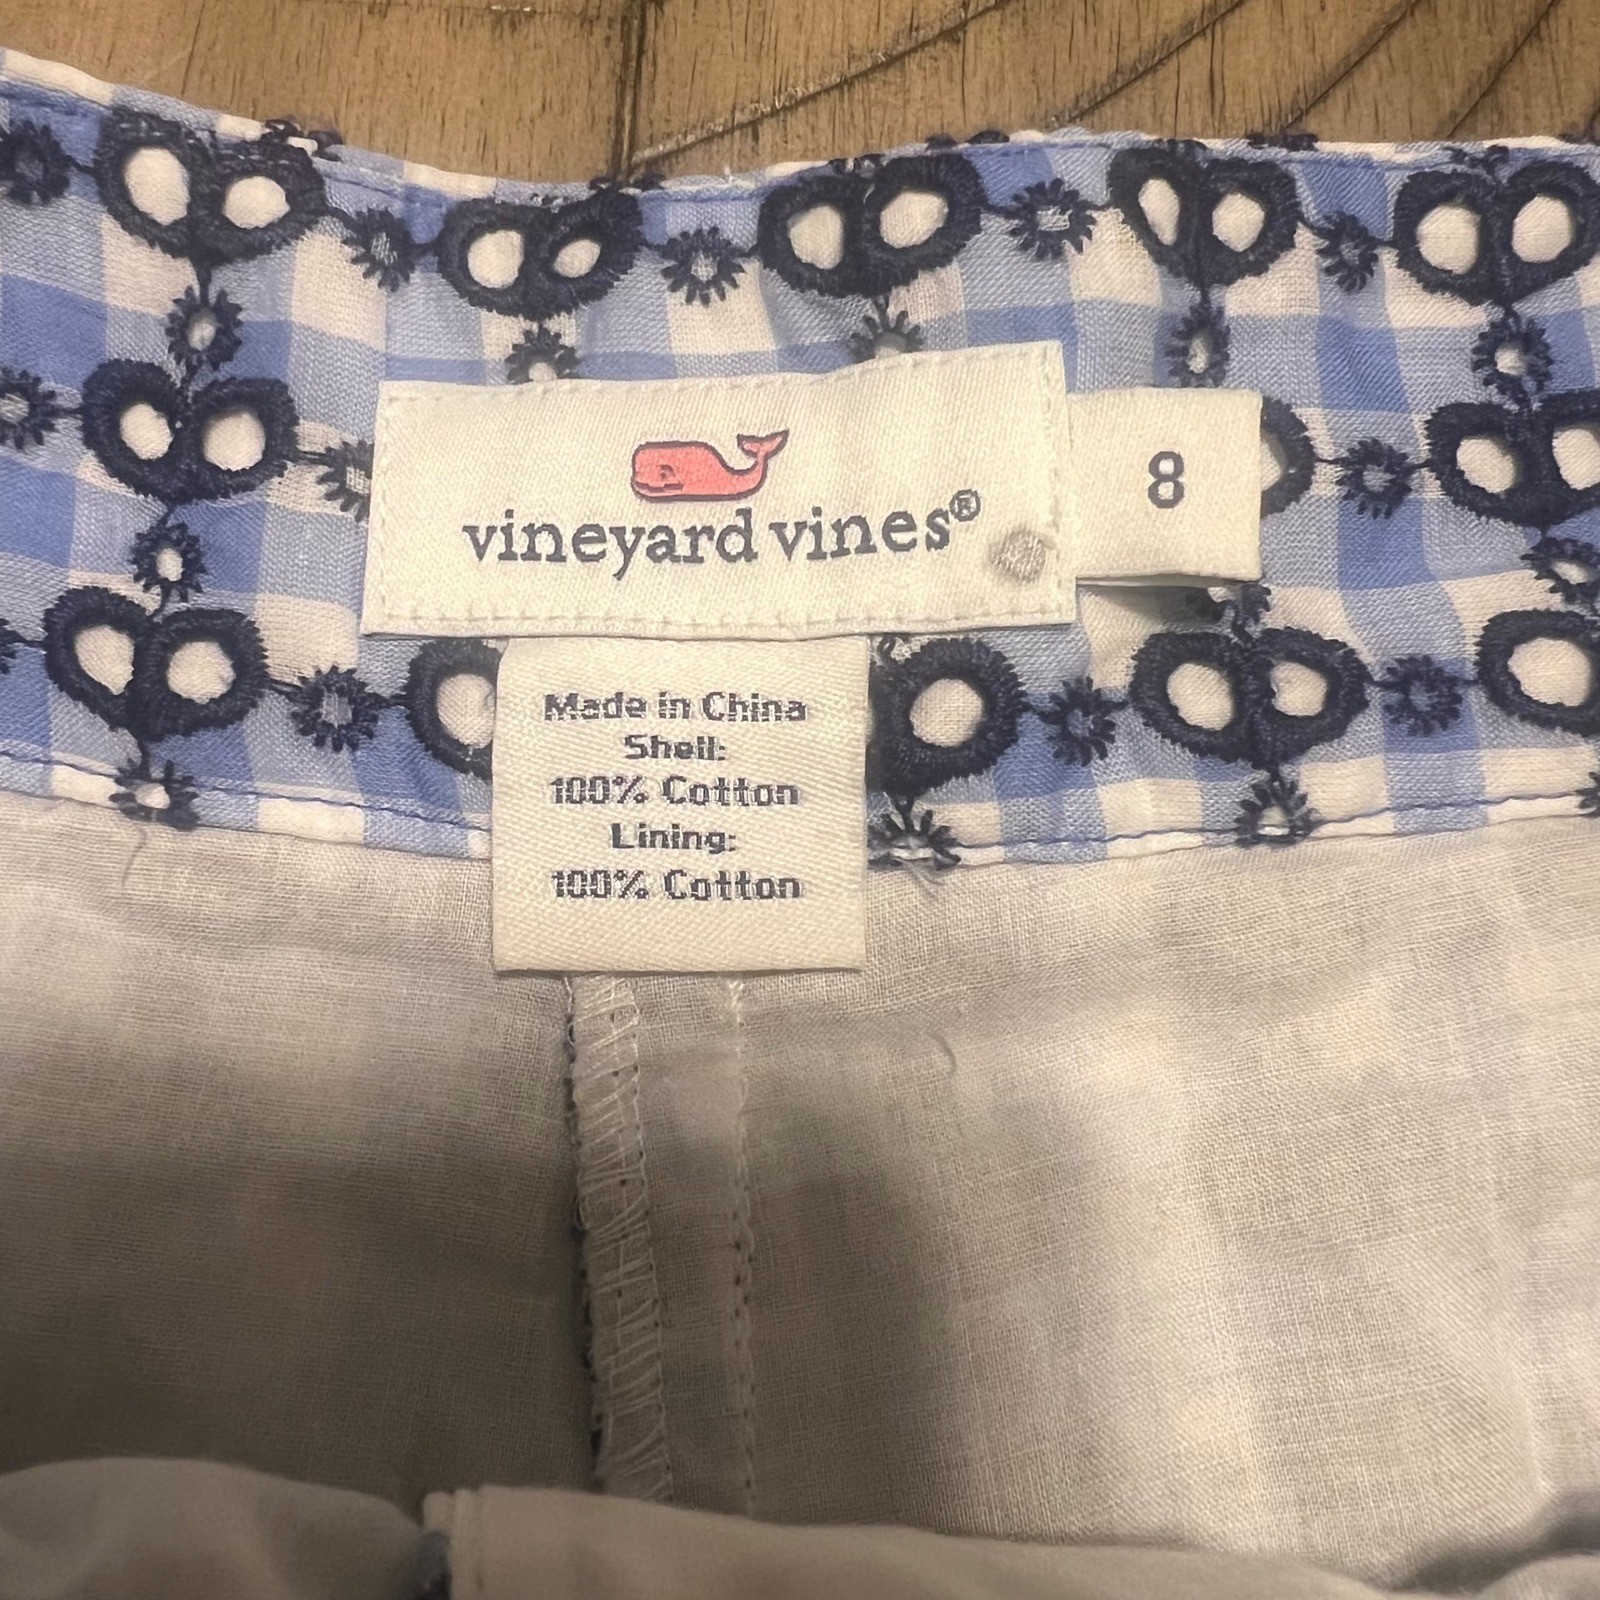 vineyard vines®
8
Made in China
Shell:
100% Cotton
Lining:
100% Cotton